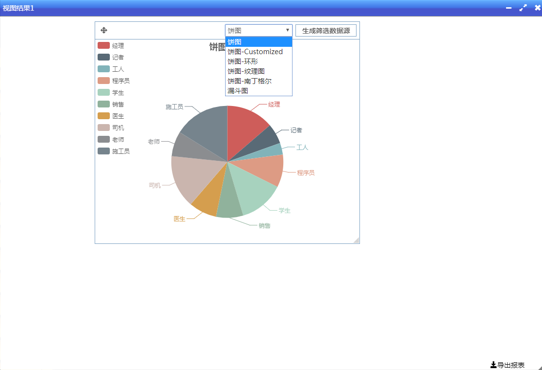 视图结果1
饼图
生成筛选数据源
饼图
饼图-Customized
饼图-环形
饼图-纹理图
饼图-南丁格尔
漏斗图
饼图
经理
记者
工人
程序员
学生
销售
医生
司机
老师
施工员
经理
记者
工人
程序员
学生
销售
医生
司机
老师
施工员
导出报表